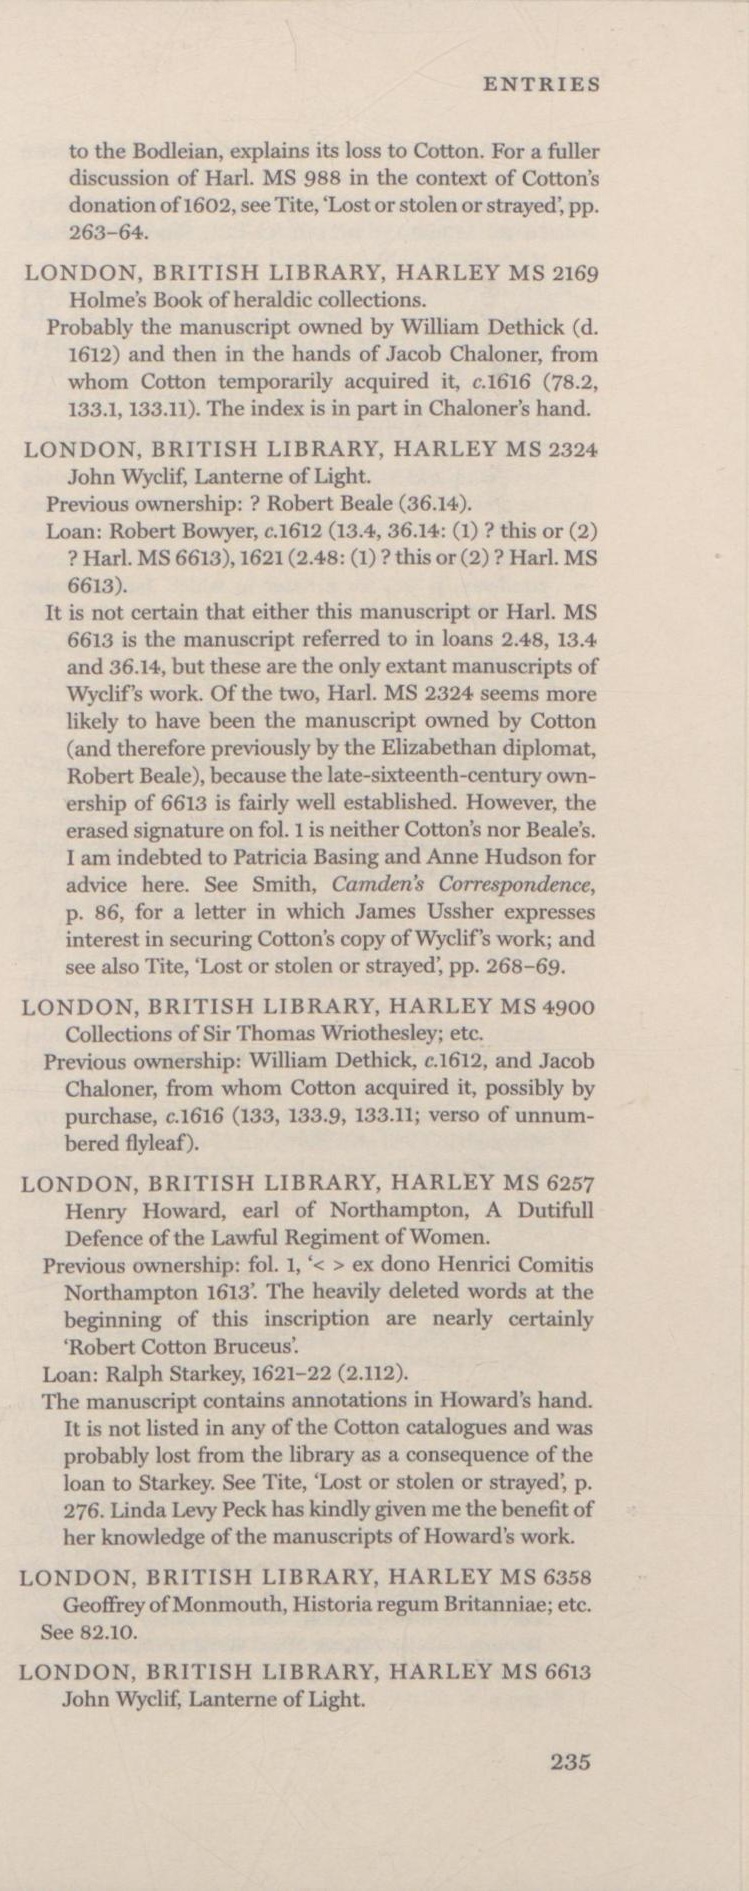 ENTRIES
to the Bodleian, explains its loss to Cotton. For a fuller
discussion of Harl. MS 988 in the context of Cotton's
donation of 1602, see Tite, 'Lost or stolen or strayed', pp.
263–64.
LONDON, BRITISH LIBRARY, HARLEY MS 2169
Holme's Book of heraldic collections.
Probably the manuscript owned by William Dethick (d.
1612) and then in the hands of Jacob Chaloner, from
whom Cotton temporarily acquired it, c.1616 (78.2,
133.1, 133.11). The index is in part in Chaloner's hand.
LONDON, BRITISH LIBRARY, HARLEY MS 2324
John Wyclif, Lanterne of Light.
Previous ownership: ? Robert Beale (36.14).
Loan: Robert Bowyer, c.1612 (13.4, 36.14: (1) ? this or (2)
? Harl. MS 6613), 1621 (2.48: (1) ? this or (2) ? Harl. MS
6613).
It is not certain that either this manuscript or Harl. MS
6613 is the manuscript referred to in loans 2.48, 13.4
and 36.14, but these are the only extant manuscripts of
Wyclif's work. Of the two, Harl. MS 2324 seems more
likely to have been the manuscript owned by Cotton
(and therefore previously by the Elizabethan diplomat,
Robert Beale), because the late-sixteenth-century own-
ership of 6613 is fairly well established. However, the
erased signature on fol. 1 is neither Cotton's nor Beale's.
I am indebted to Patricia Basing and Anne Hudson for
advice here. See Smith, Camden's Correspondence,
p. 86, for a letter in which James Ussher expresses
interest in securing Cotton's copy of Wyclif's work; and
see also Tite, 'Lost or stolen or strayed', pp. 268–69.
LONDON, BRITISH LIBRARY, HARLEY MS 4900
Collections of Sir Thomas Wriothesley; etc.
Previous ownership: William Dethick, c.1612, and Jacob
Chaloner, from whom Cotton acquired it, possibly by
purchase, c.1616 (133, 133.9, 133.11; verso of unnum-
bered flyleaf).
LONDON, BRITISH LIBRARY, HARLEY MS 6257
Henry Howard, earl of Northampton, A Dutifull
Defence of the Lawful Regiment of Women.
Previous ownership: fol. 1, '< > ex dono Henrici Comitis
Northampton 1613'. The heavily deleted words at the
beginning of this inscription are nearly certainly
'Robert Cotton Bruceus'.
Loan: Ralph Starkey, 1621–22 (2.112).
The manuscript contains annotations in Howard's hand.
It is not listed in any of the Cotton catalogues and was
probably lost from the library as a consequence of the
loan to Starkey. See Tite, 'Lost or stolen or strayed', p.
276. Linda Levy Peck has kindly given me the benefit of
her knowledge of the manuscripts of Howard's work.
LONDON, BRITISH LIBRARY, HARLEY MS 6358
Geoffrey of Monmouth, Historia regum Britanniae; etc.
See 82.10.
LONDON, BRITISH LIBRARY, HARLEY MS 6613
John Wyclif, Lanterne of Light.
235